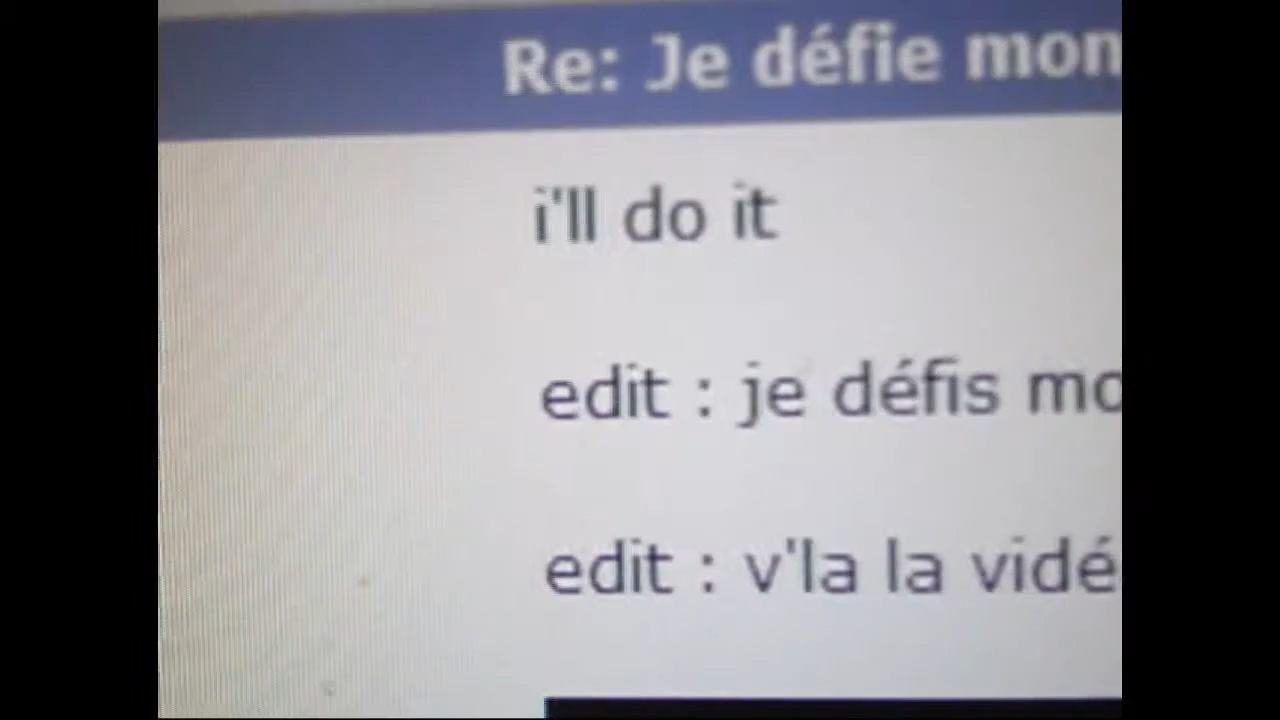 Re: Je défie mon
i'll do it
edit : je défis mo
edit : v'la la vidé